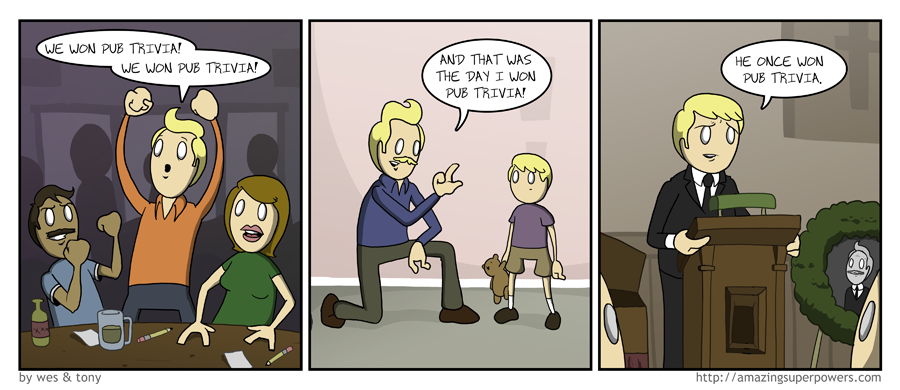 WE WON PUB TRIVIA!
WE WON PUB TRIVIA!
AND THAT WAS
THE DAY I WON
PUB TRIVIA!
HE ONCE WON
PUB TRIVIA.
by wes & tony
http://amazingsuperpowers.com